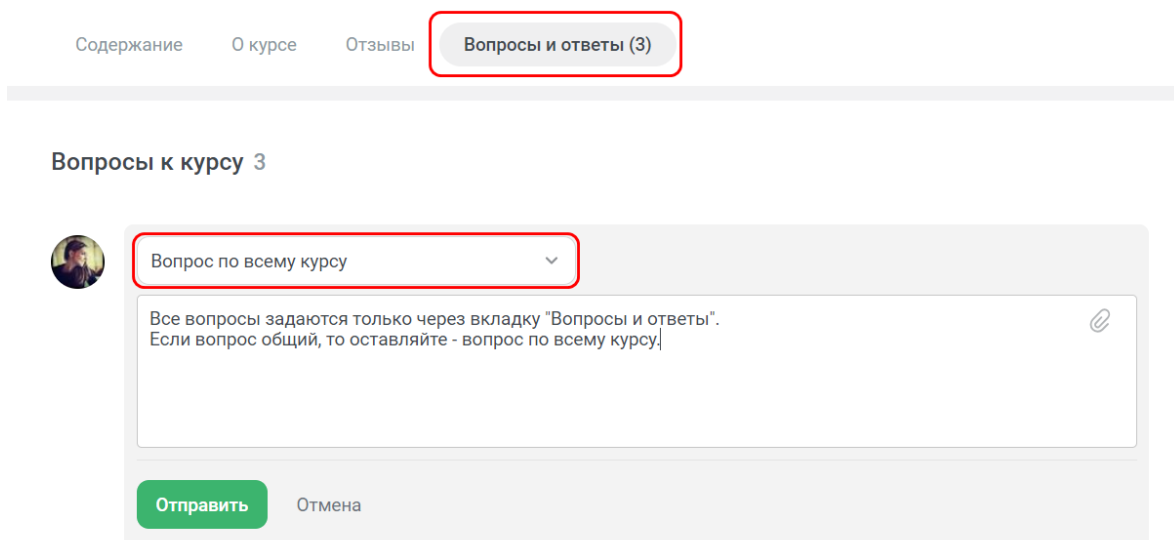 Содержание О курсе Отзывы Вопросы и ответы (3)
Вопросы к курсу 3
Вопрос по всему курсу
Все вопросы задаются только через вкладку "Вопросы и ответы".
Если вопрос общий, то оставляйте - вопрос по всему курсу.
Отправить Отмена